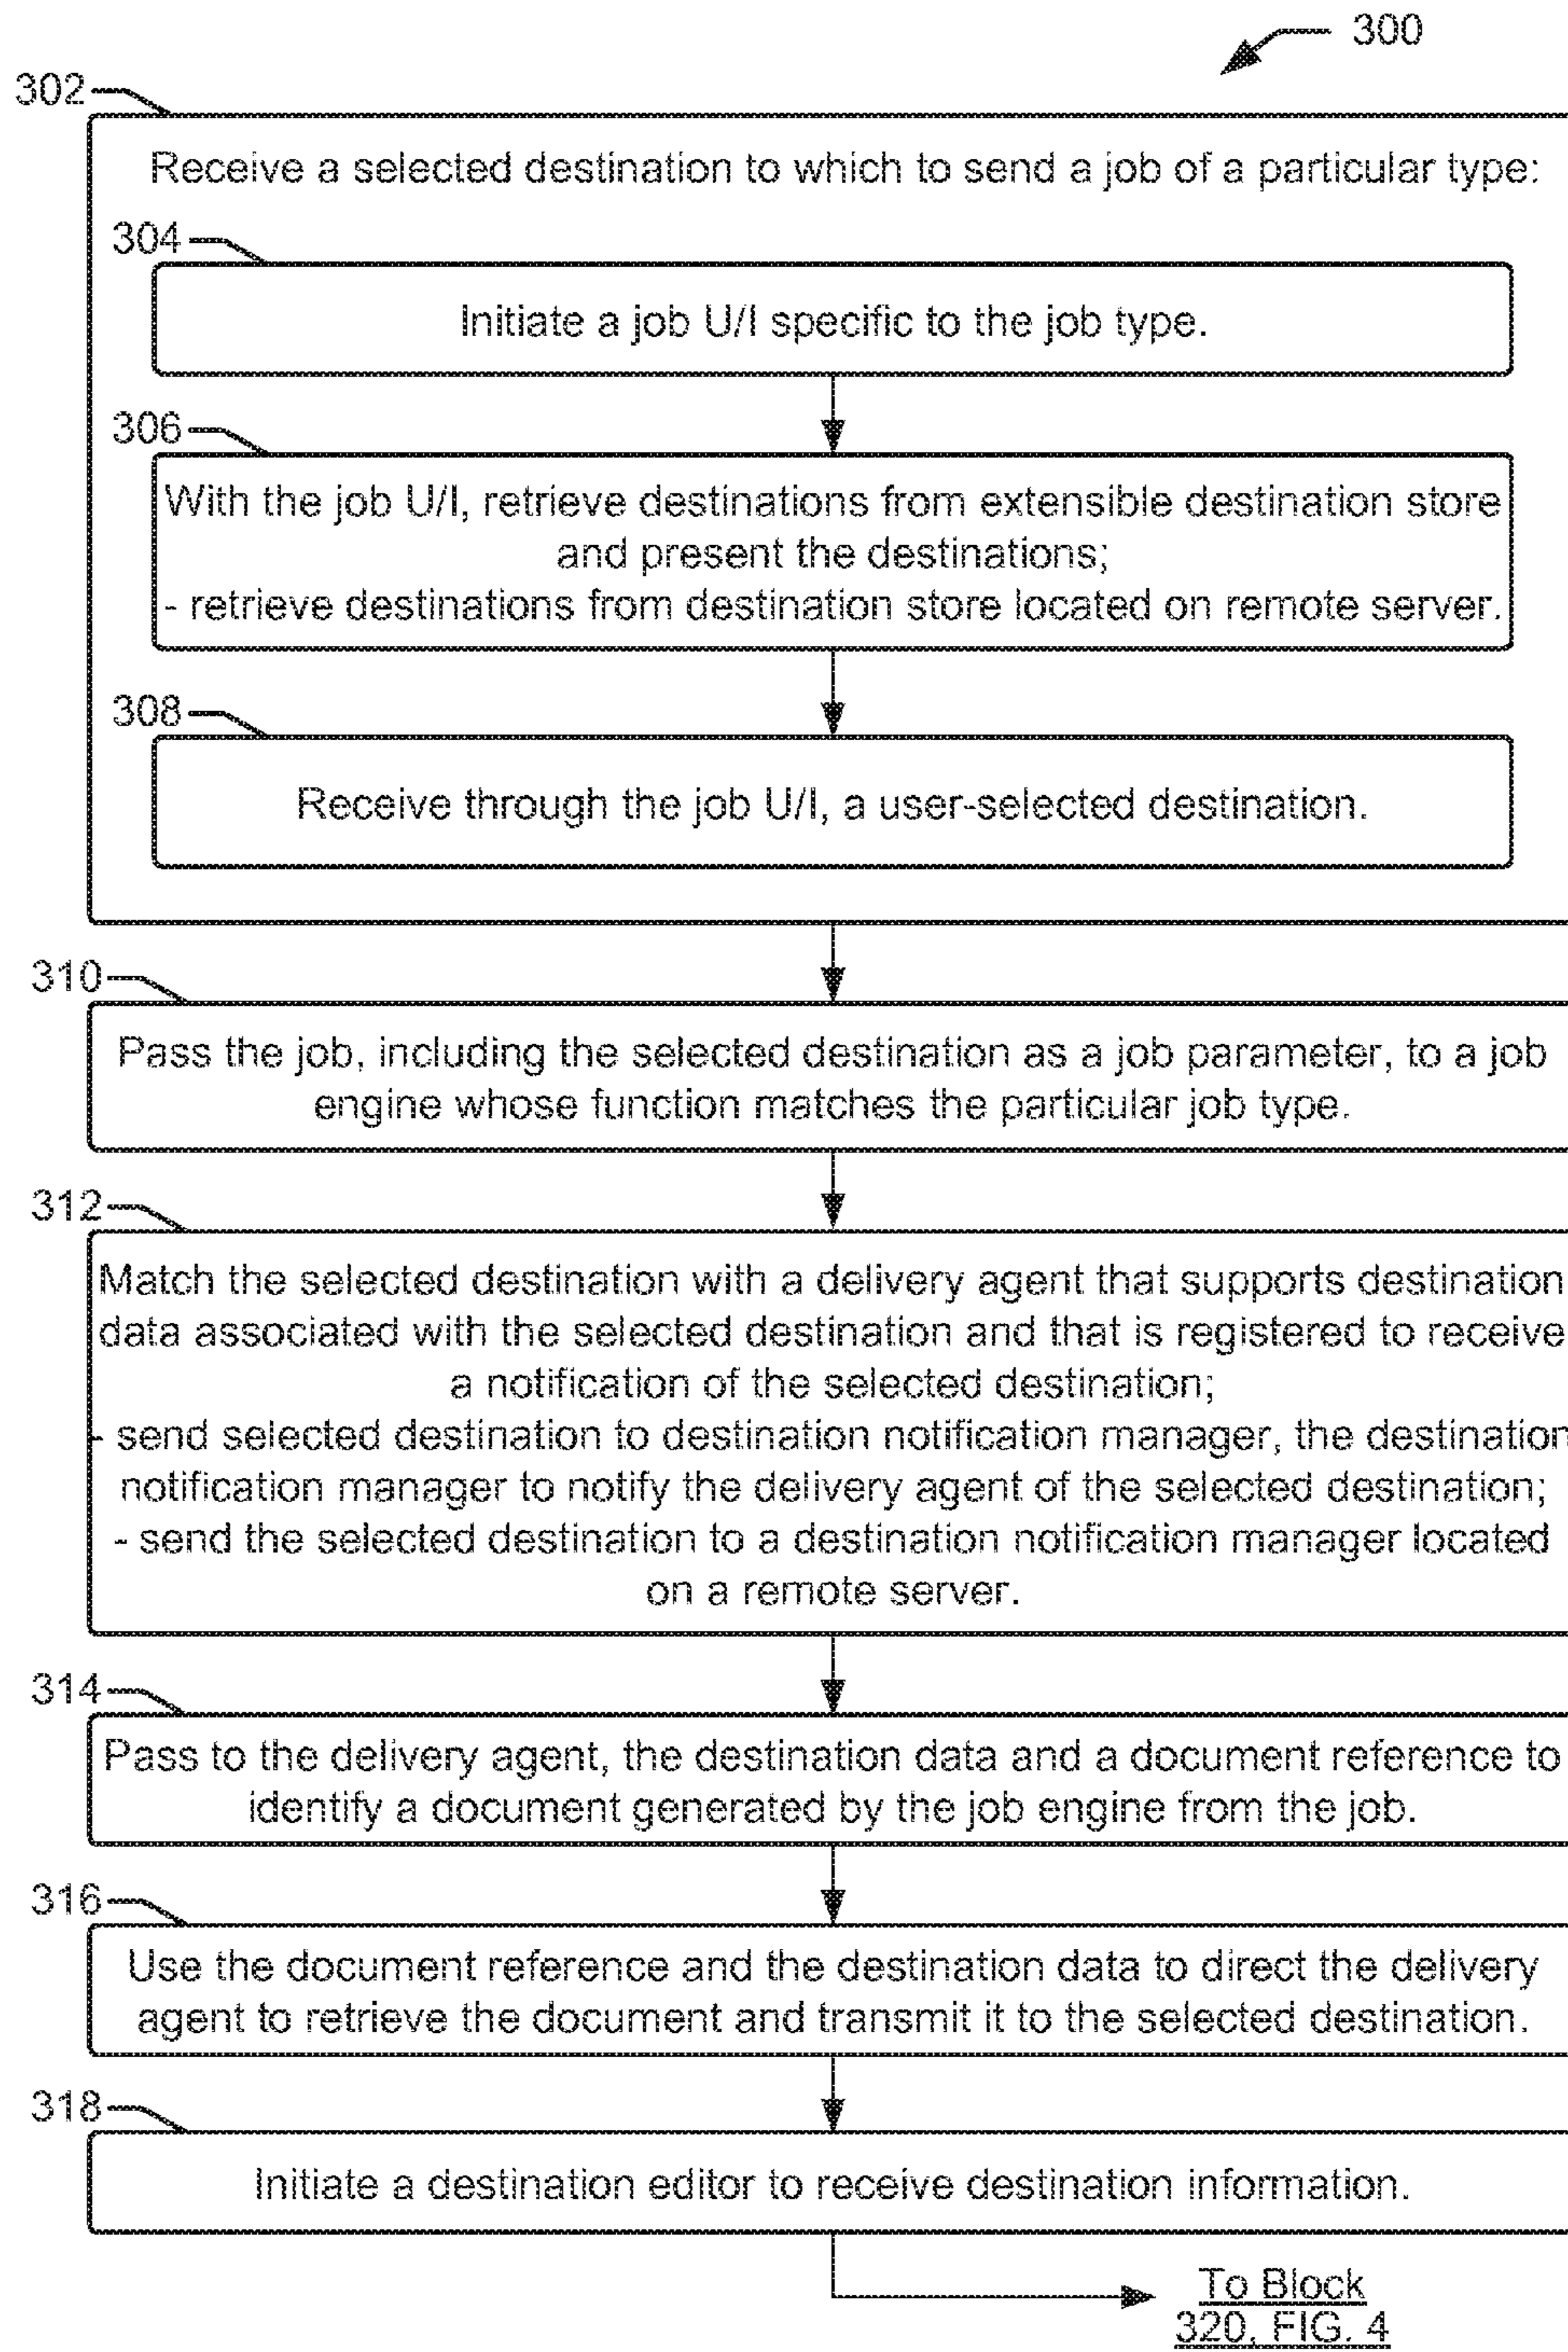 300
302
Receive a selected destination to which to send a job of a particular type:
304
Initiate a job U/I specific to the job type.
306
With the job U/I, retrieve destinations from extensible destination store
and present the destinations;
- retrieve destinations from destination store located on remote server.
308
Receive through the job U/I, a user-selected destination.
310
Pass the job, including the selected destination as a job parameter, to a job
engine whose function matches the particular job type.
312
Match the selected destination with a delivery agent that supports destination
data associated with the selected destination and that is registered to receive
a notification of the selected destination;
- send selected destination to destination notification manager, the destination
notification manager to notify the delivery agent of the selected destination;
- send the selected destination to a destination notification manager located
on a remote server.
314
Pass to the delivery agent, the destination data and a document reference to
identify a document generated by the job engine from the job.
316
Use the document reference and the destination data to direct the delivery
agent to retrieve the document and transmit it to the selected destination.
318
Initiate a destination editor to receive destination information.
To Block
320, FIG. 4